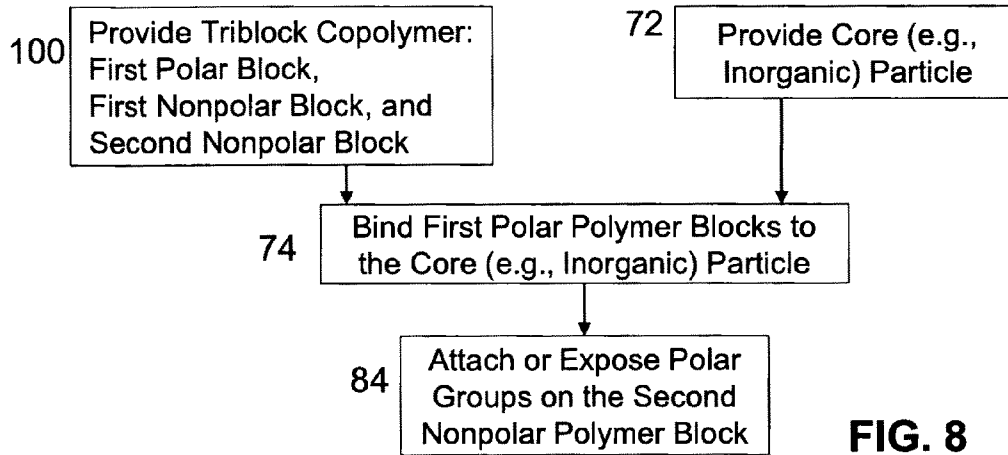 100
Provide Triblock Copolymer:
First Polar Block,
First Nonpolar Block, and
Second Nonpolar Block
72
Provide Core (e.g.,
Inorganic) Particle
74
Bind First Polar Polymer Blocks to
the Core (e.g., Inorganic) Particle
84
Attach or Expose Polar
Groups on the Second
Nonpolar Polymer Block
FIG. 8